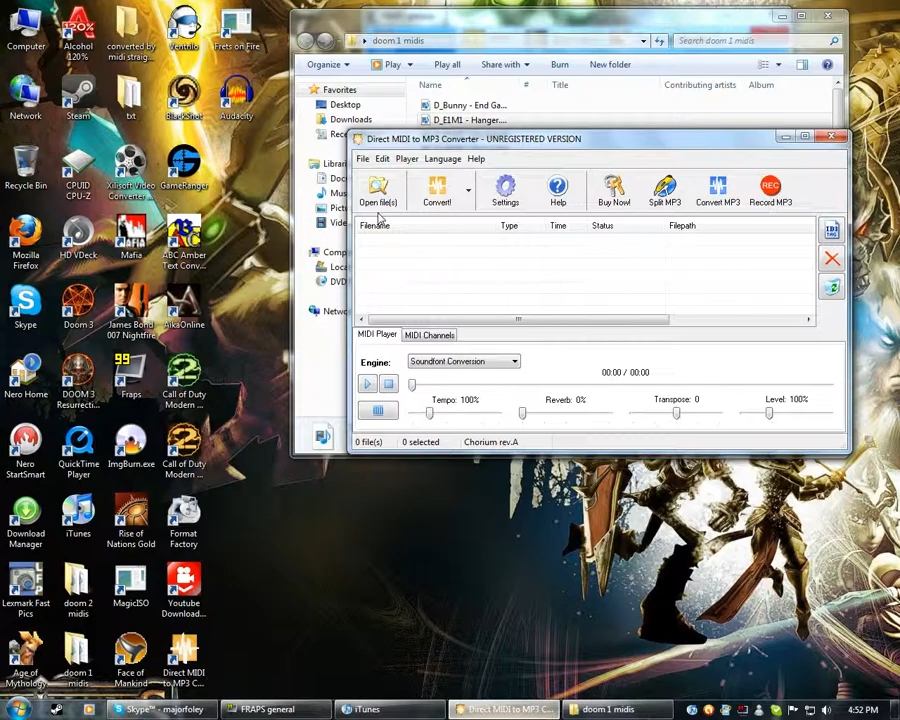 Computer
Alcohol 120%
converted by midi straig...
Ventrilo
Frets on Fire
Network
Steam
txt
BlackShot
Audacity
Recycle Bin
CPUID CPU-Z
Xilisoft Video Converter
GameRanger
Mozilla Firefox
HD VDeck
Mafia
ABC Amber Text Conv...
Skype
Doom 3
James Bond 007 Nightfire
AikaOnline
Nero Home
DOOM 3 Resurrecti...
99
Fraps
Call of Duty Modern ...
Nero StartSmart
QuickTime Player
ImgBurn.exe
Call of Duty Modern ...
Download Manager
iTunes
Rise of Nations Gold
Format Factory
Lexmark Fast Pics
doom 2 midis
MagicISO
Youtube Download...
Age of Mythology
doom 1 midis
Face of Mankind
Direct MIDI to MP3 C...
doom 1 midis
Search doom 1 midis
Organize
Play
Play all
Share with
Burn
New folder
Favorites
Desktop
Downloads
Name
#
Title
Contributing artists
Album
D_Bunny - End Ga...
D_E1M1 - Hanger....
Direct MIDI to MP3 Converter - UNREGISTERED VERSION
File Edit Player Language Help
Open file(s)
Convert!
Settings
Help
Buy Now!
Split MP3
Convert MP3
REC
Record MP3
Filename
Type
Time
Status
Filepath
ID3 TAG
MIDI Player
MIDI Channels
Engine:
Soundfont Conversion
00:00 / 00:00
Tempo: 100%
Reverb: 0%
Transpose: 0
Level: 100%
0 file(s)
0 selected
Chorium rev.A
Skype™ - majorfoley
FRAPS general
iTunes
Direct MIDI to MP3 C...
doom 1 midis
4:52 PM